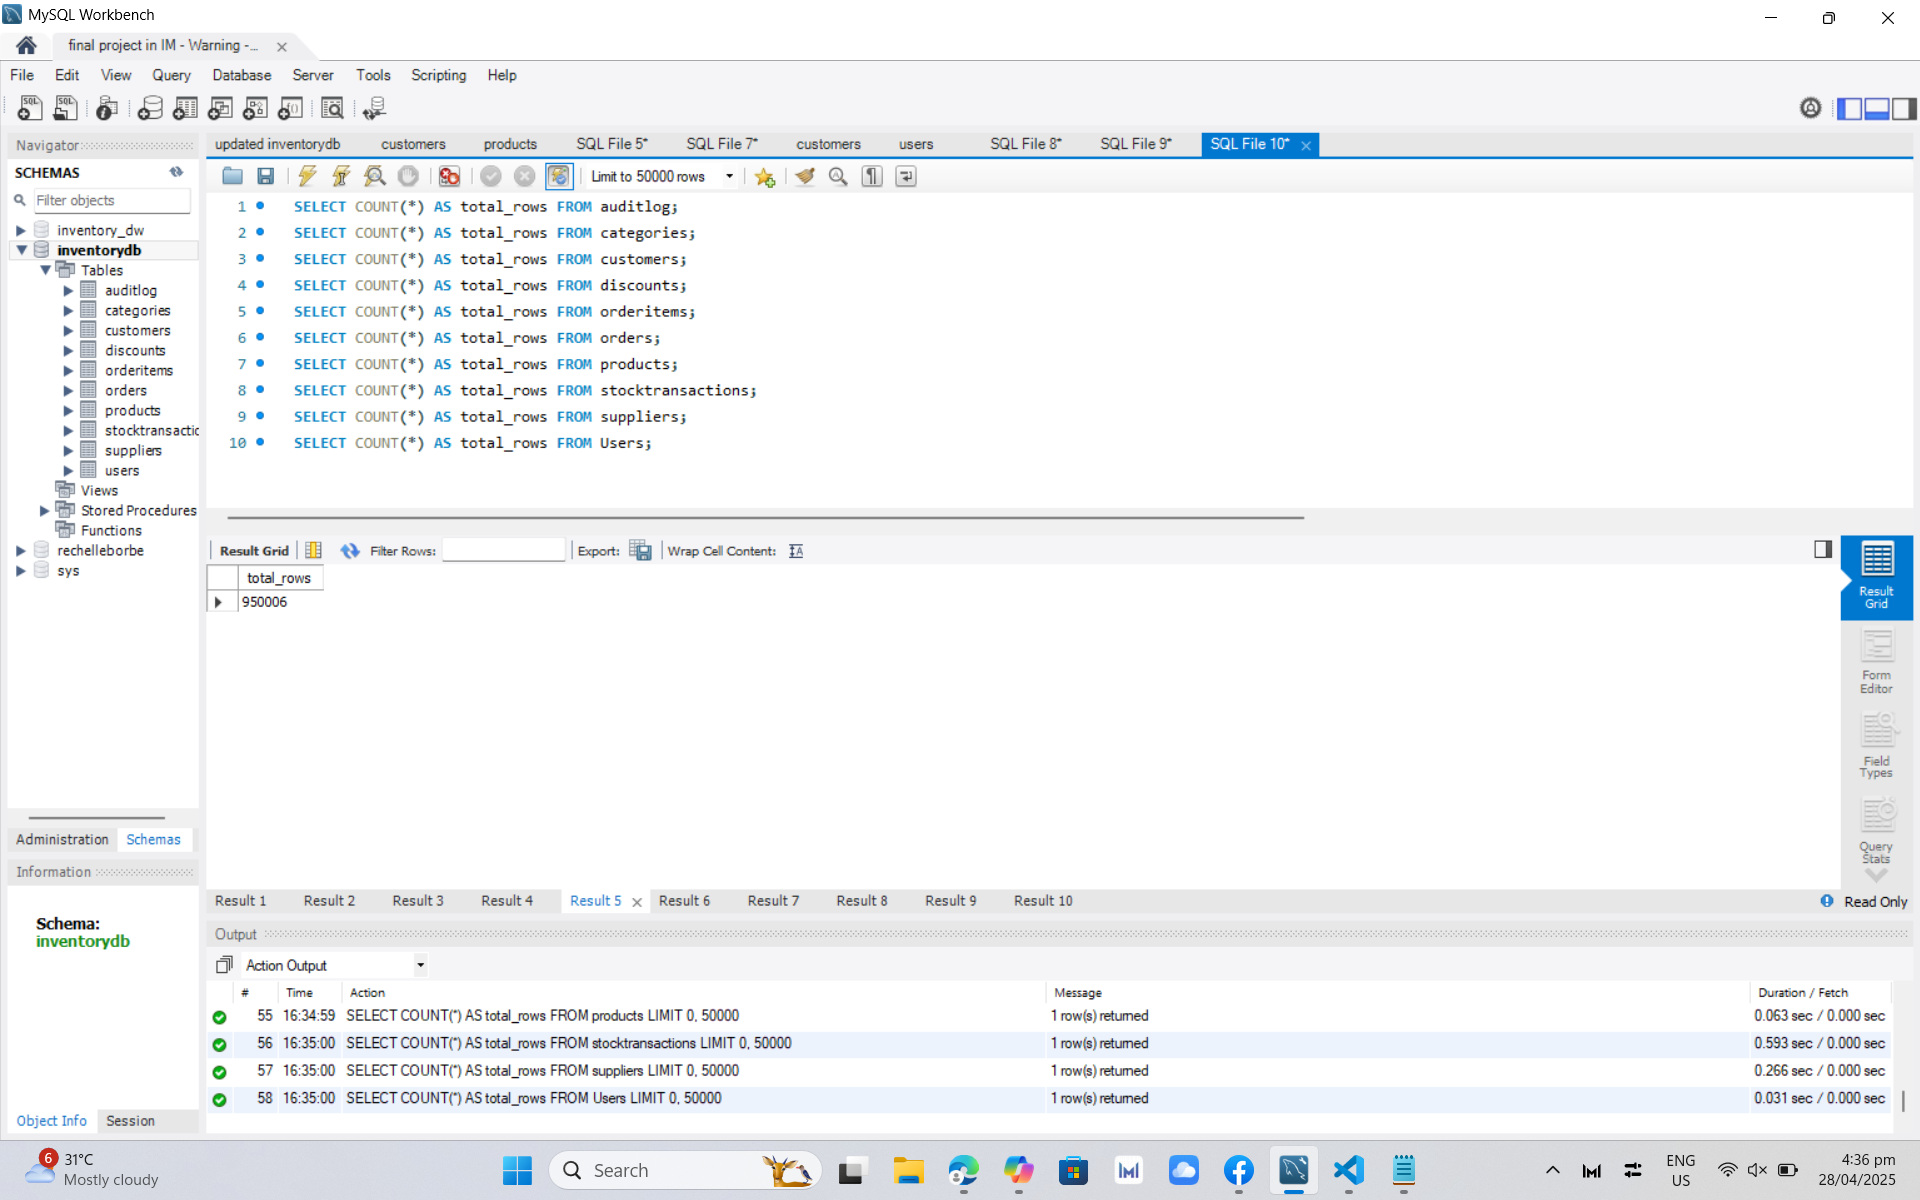 MySQL Workbench
final project in IM - Warning -...
File Edit View Query Database Server Tools Scripting Help
Navigator
SCHEMAS
Filter objects
inventory_dw
inventorydb
Tables
auditlog
categories
customers
discounts
orderitems
orders
products
stocktransactic
suppliers
users
Views
Stored Procedures
Functions
rechelleborbe
sys
Administration Schemas
Information
Schema:
inventorydb
Object Info Session
updated inventorydb customers products SQL File 5* SQL File 7* customers users SQL File 8* SQL File 9* SQL File 10*
Limit to 50000 rows
1 SELECT COUNT(*) AS total_rows FROM auditlog;
2 SELECT COUNT(*) AS total_rows FROM categories;
3 SELECT COUNT(*) AS total_rows FROM customers;
4 SELECT COUNT(*) AS total_rows FROM discounts;
5 SELECT COUNT(*) AS total_rows FROM orderitems;
6 SELECT COUNT(*) AS total_rows FROM orders;
7 SELECT COUNT(*) AS total_rows FROM products;
8 SELECT COUNT(*) AS total_rows FROM stocktransactions;
9 SELECT COUNT(*) AS total_rows FROM suppliers;
10 SELECT COUNT(*) AS total_rows FROM Users;
Result Grid Filter Rows: Export: Wrap Cell Content:
total_rows
950006
Result
Grid
Form
Editor
Field
Types
Query
Stats
Result 1 Result 2 Result 3 Result 4 Result 5 Result 6 Result 7 Result 8 Result 9 Result 10
Read Only
Output
Action Output
# Time Action Message Duration / Fetch
55 16:34:59 SELECT COUNT(*) AS total_rows FROM products LIMIT 0, 50000 1 row(s) returned 0.063 sec / 0.000 sec
56 16:35:00 SELECT COUNT(*) AS total_rows FROM stocktransactions LIMIT 0, 50000 1 row(s) returned 0.593 sec / 0.000 sec
57 16:35:00 SELECT COUNT(*) AS total_rows FROM suppliers LIMIT 0, 50000 1 row(s) returned 0.266 sec / 0.000 sec
58 16:35:00 SELECT COUNT(*) AS total_rows FROM Users LIMIT 0, 50000 1 row(s) returned 0.031 sec / 0.000 sec
6
31°C
Mostly cloudy
Search
ENG
US
4:36 pm
28/04/2025